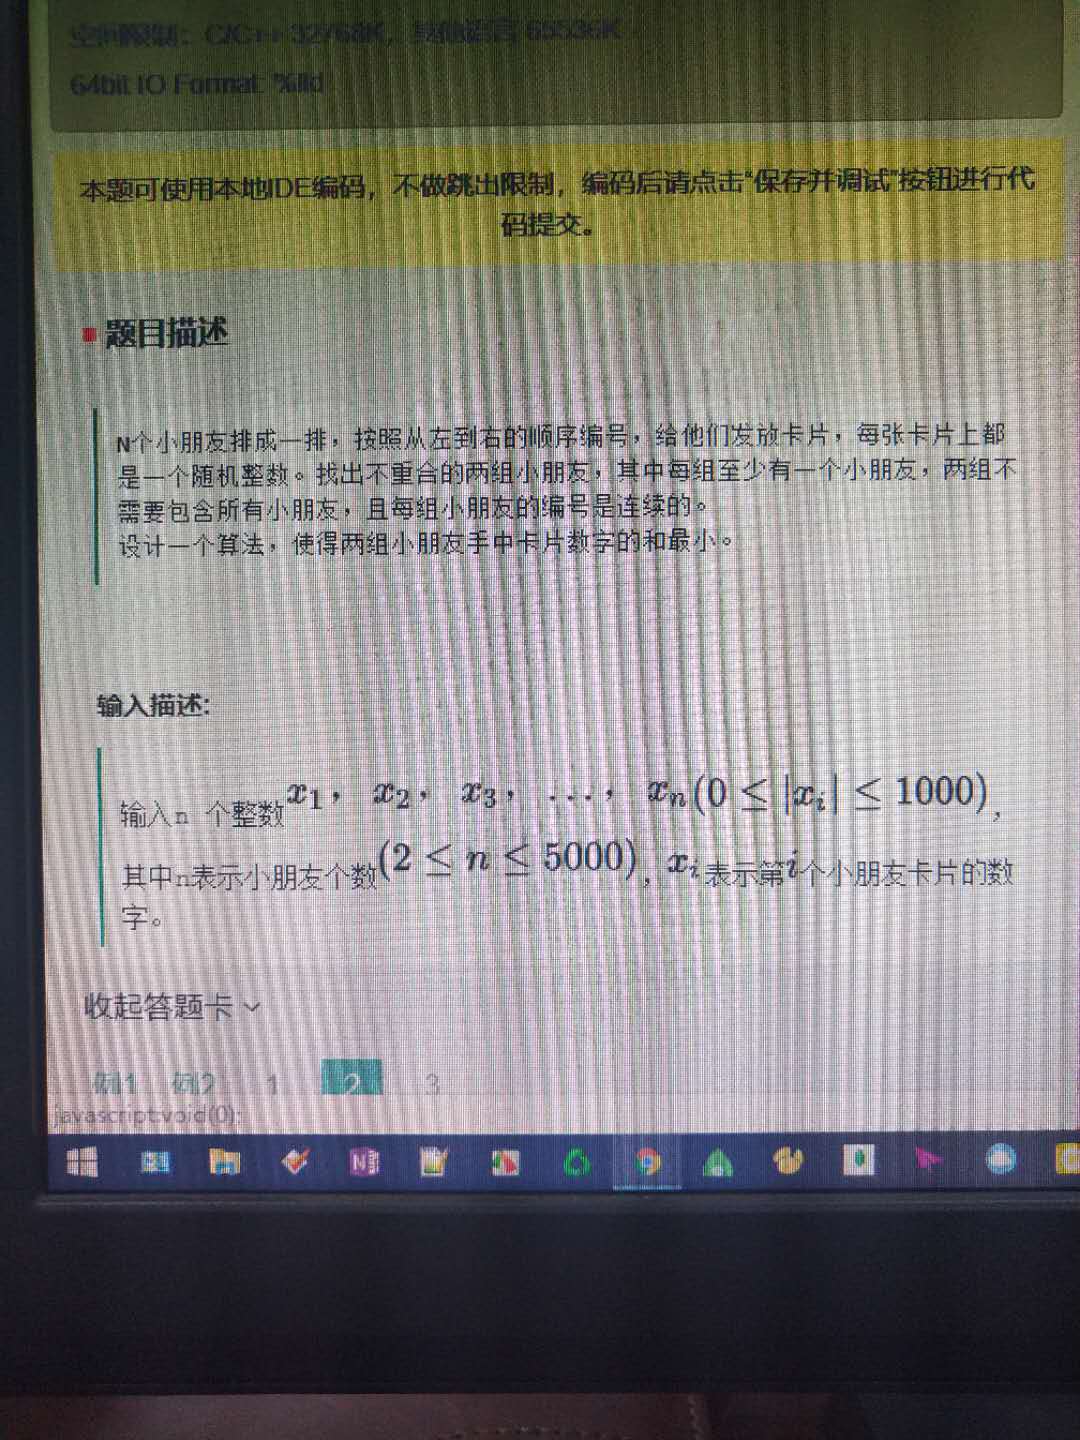 空间限制：C/C++ 32768K，其他语言 65536K
64bit IO Format: %lld
本题可使用本地IDE编码，不做跳出限制，编码后请点击“保存并调试”按钮进行代
码提交。
题目描述
N个小朋友排成一排，按照从左到右的顺序编号，给他们发放卡片，每张卡片上都
是一个随机整数。找出不重合的两组小朋友，其中每组至少有一个小朋友，两组不
需要包含所有小朋友，且每组小朋友的编号是连续的。
设计一个算法，使得两组小朋友手中卡片数字的和最小。
输入描述:
输入n 个整数x₁，x₂，x₃，…，xₙ(0 ≤ |xᵢ| ≤ 1000)，
其中n表示小朋友个数(2 ≤ n ≤ 5000)，xᵢ表示第i个小朋友卡片的数
字。
收起答题卡
例1 例2 1 2 3
javascript:void(0);